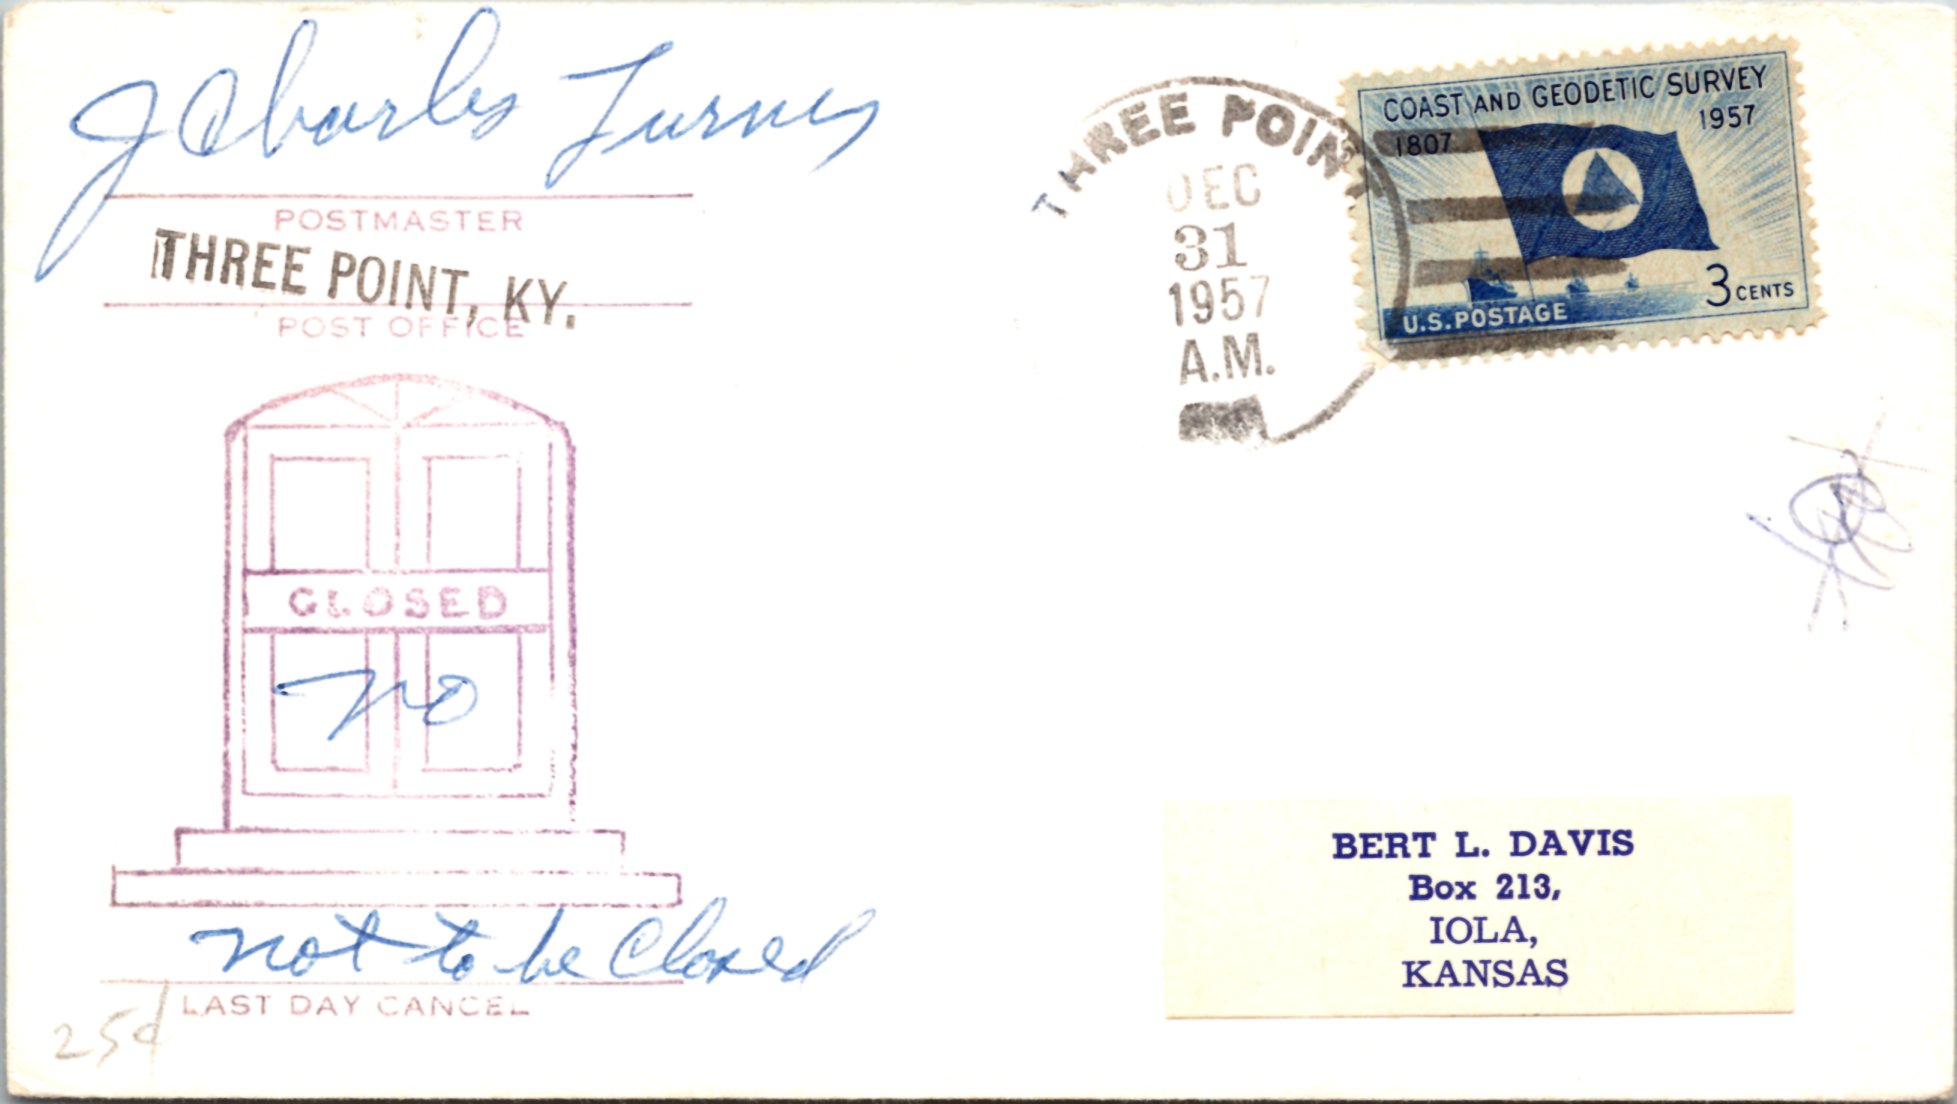 J Charles Turner
POSTMASTER
THREE POINT, KY.
POST OFFICE
CLOSED
no
not to be Closed
LAST DAY CANCEL
25¢
THREE POINT
DEC
31
1957
A.M.
COAST AND GEODETIC SURVEY
1807
1957
3 CENTS
U.S. POSTAGE
BERT L. DAVIS
Box 213,
IOLA,
KANSAS